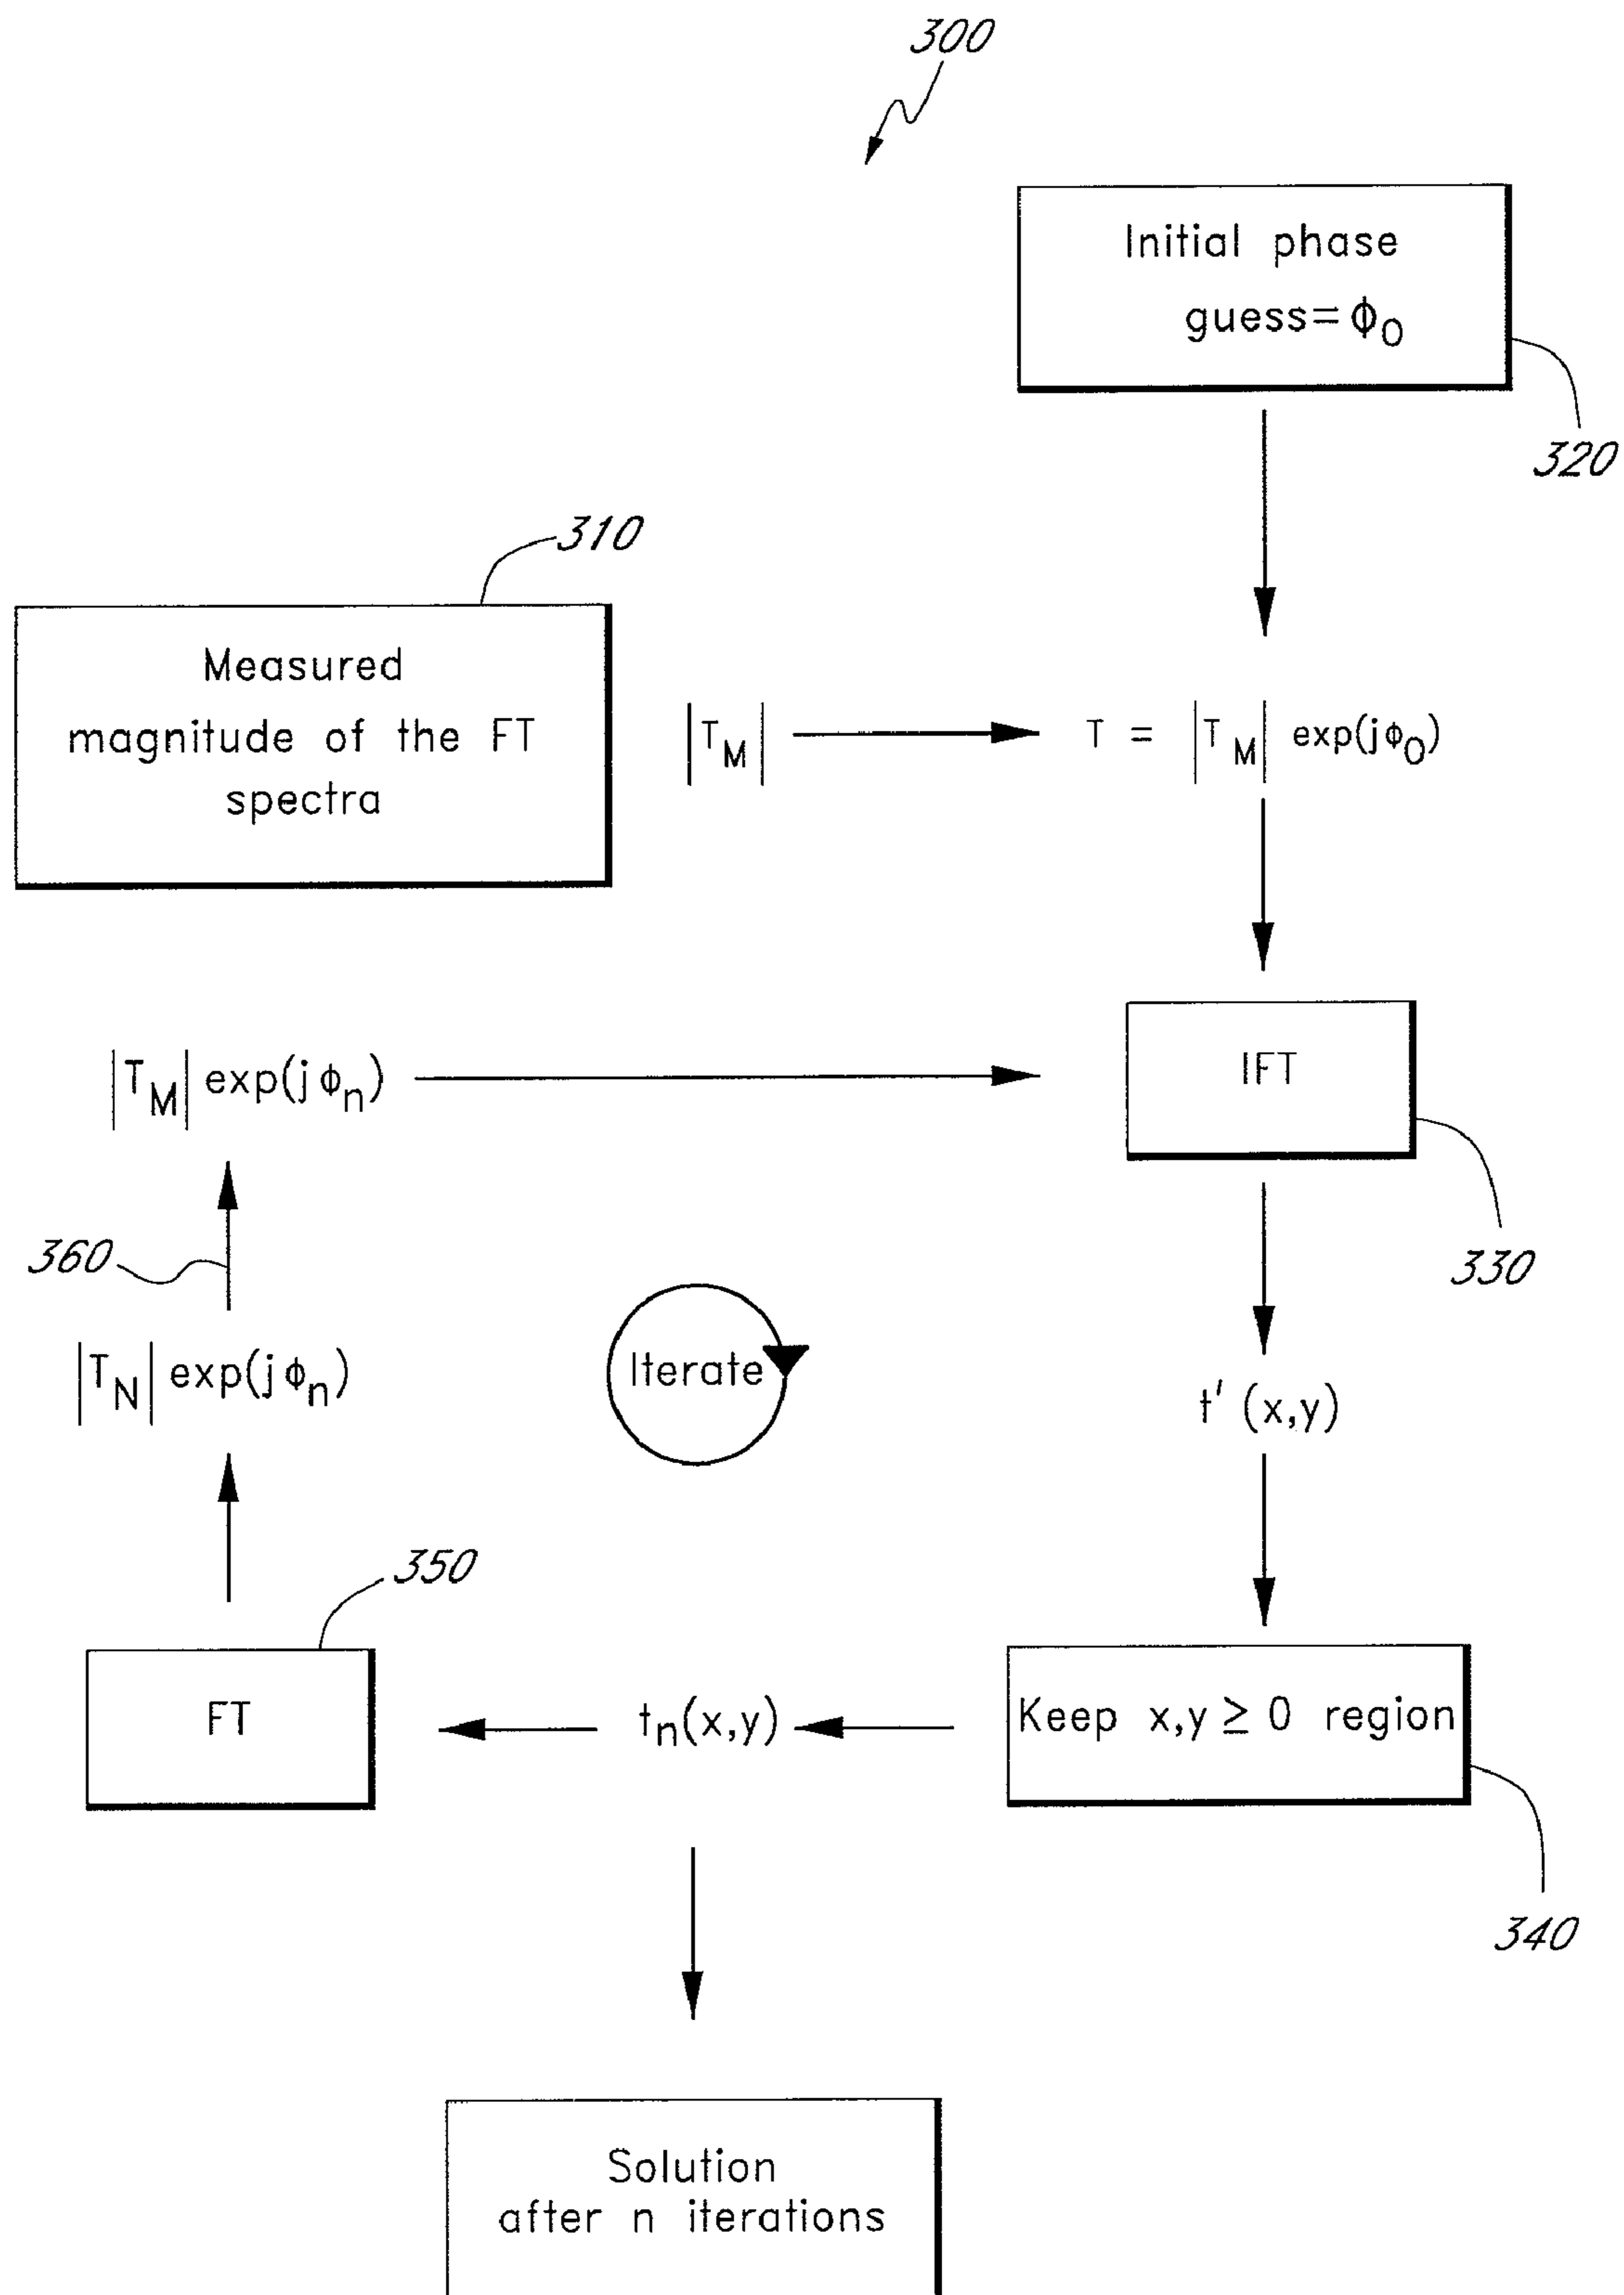 300
Initial phase
guess=ϕ0
320
310
Measured
magnitude of the FT
spectra
|TM|
T = |TM| exp(jϕ0)
|TM| exp(jϕn)
IFT
330
360
|TN| exp(jϕn)
Iterate
t' (x,y)
350
FT
tn(x,y)
Keep x,y ≥ 0 region
340
Solution
after n iterations